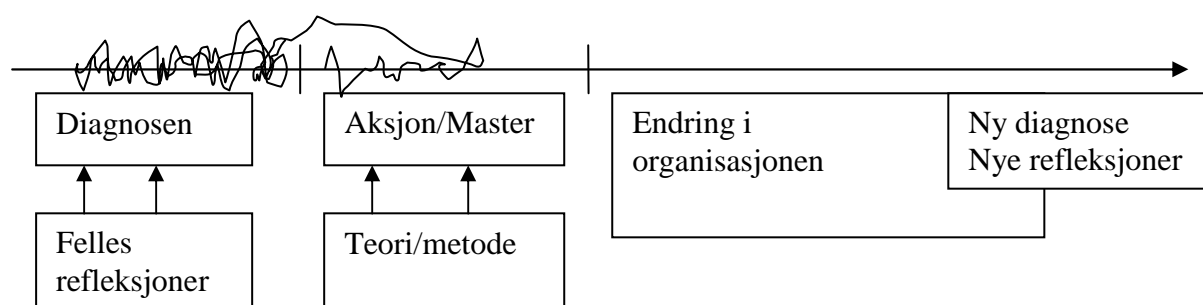 Diagnosen
Aksjon/Master
Endring i
organisasjonen
Ny diagnose
Nye refleksjoner
Felles
refleksjoner
Teori/metode